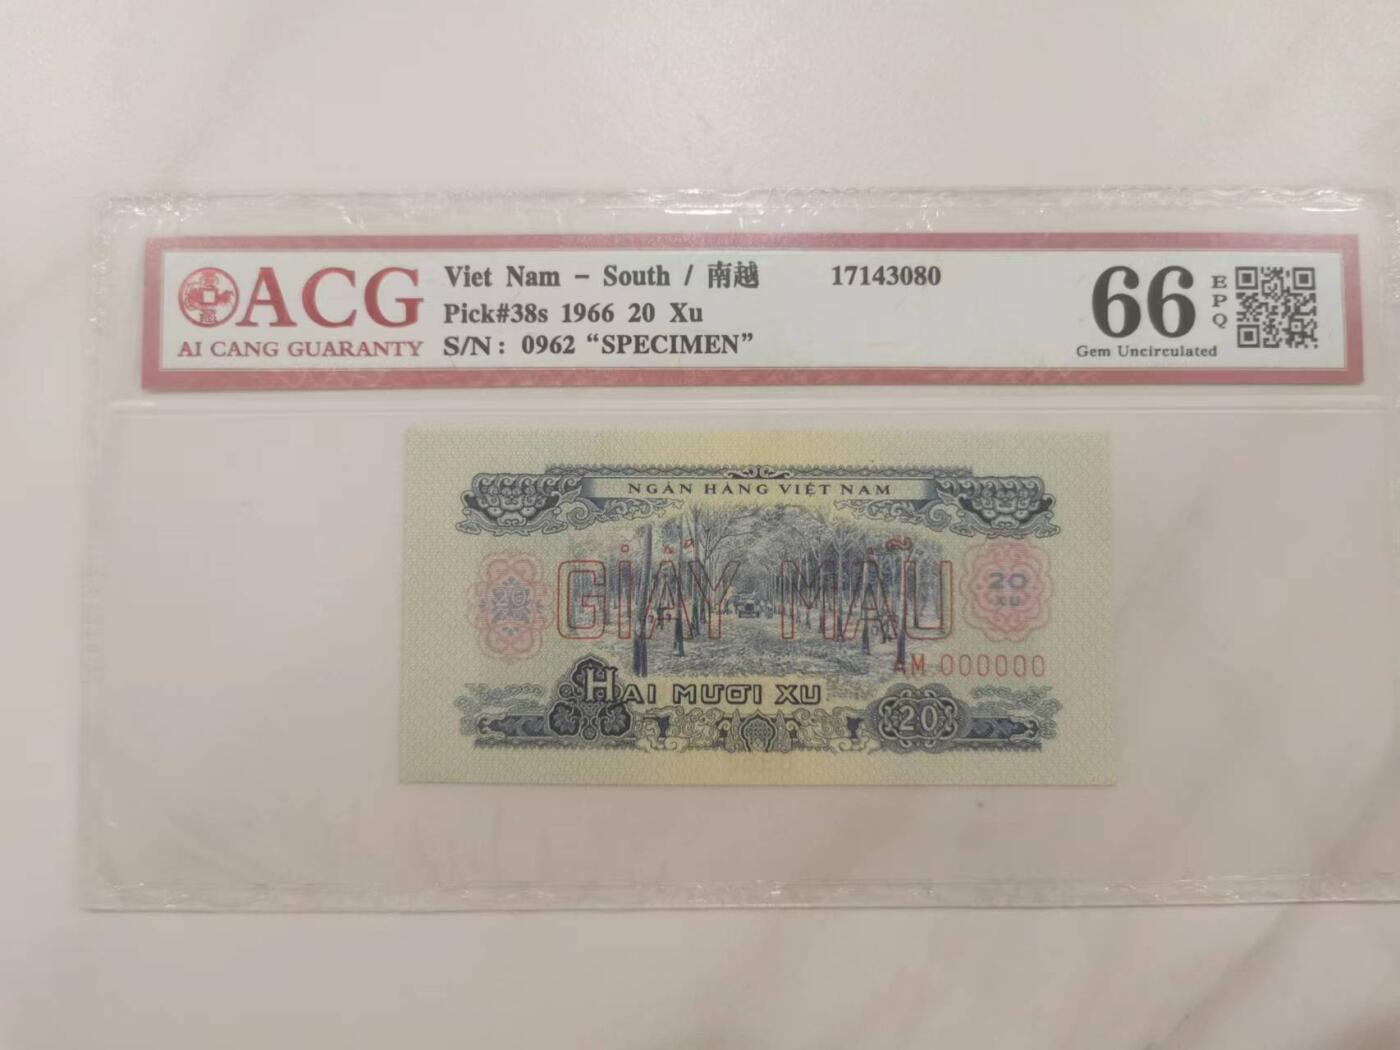 ACG
AI CANG GUARANTY
Viet Nam - South / 南越
17143080
Pick#38s 1966 20 Xu
S/N: 0962 “SPECIMEN”
66
EPQ
Gem Uncirculated
NGÂN HÀNG VIỆT NAM
GIẤY MẪU
20
20
XU
AM 000000
HAI MƯƠI XU
20